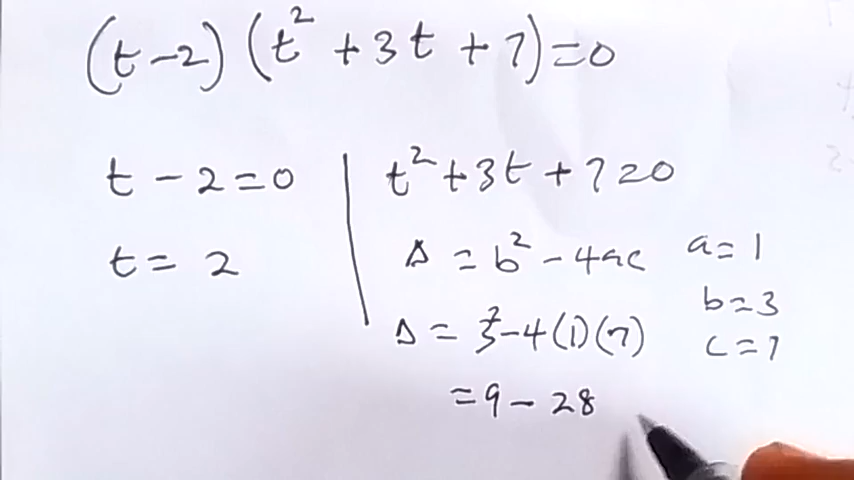 (t-2)(t² +3t +7)=0
t - 2 =0
t = 2
t² +3t + 7=0
Δ = b² - 4ac
Δ = 3² - 4(1)(7)
= 9 - 28
a = 1
b = 3
c = 7